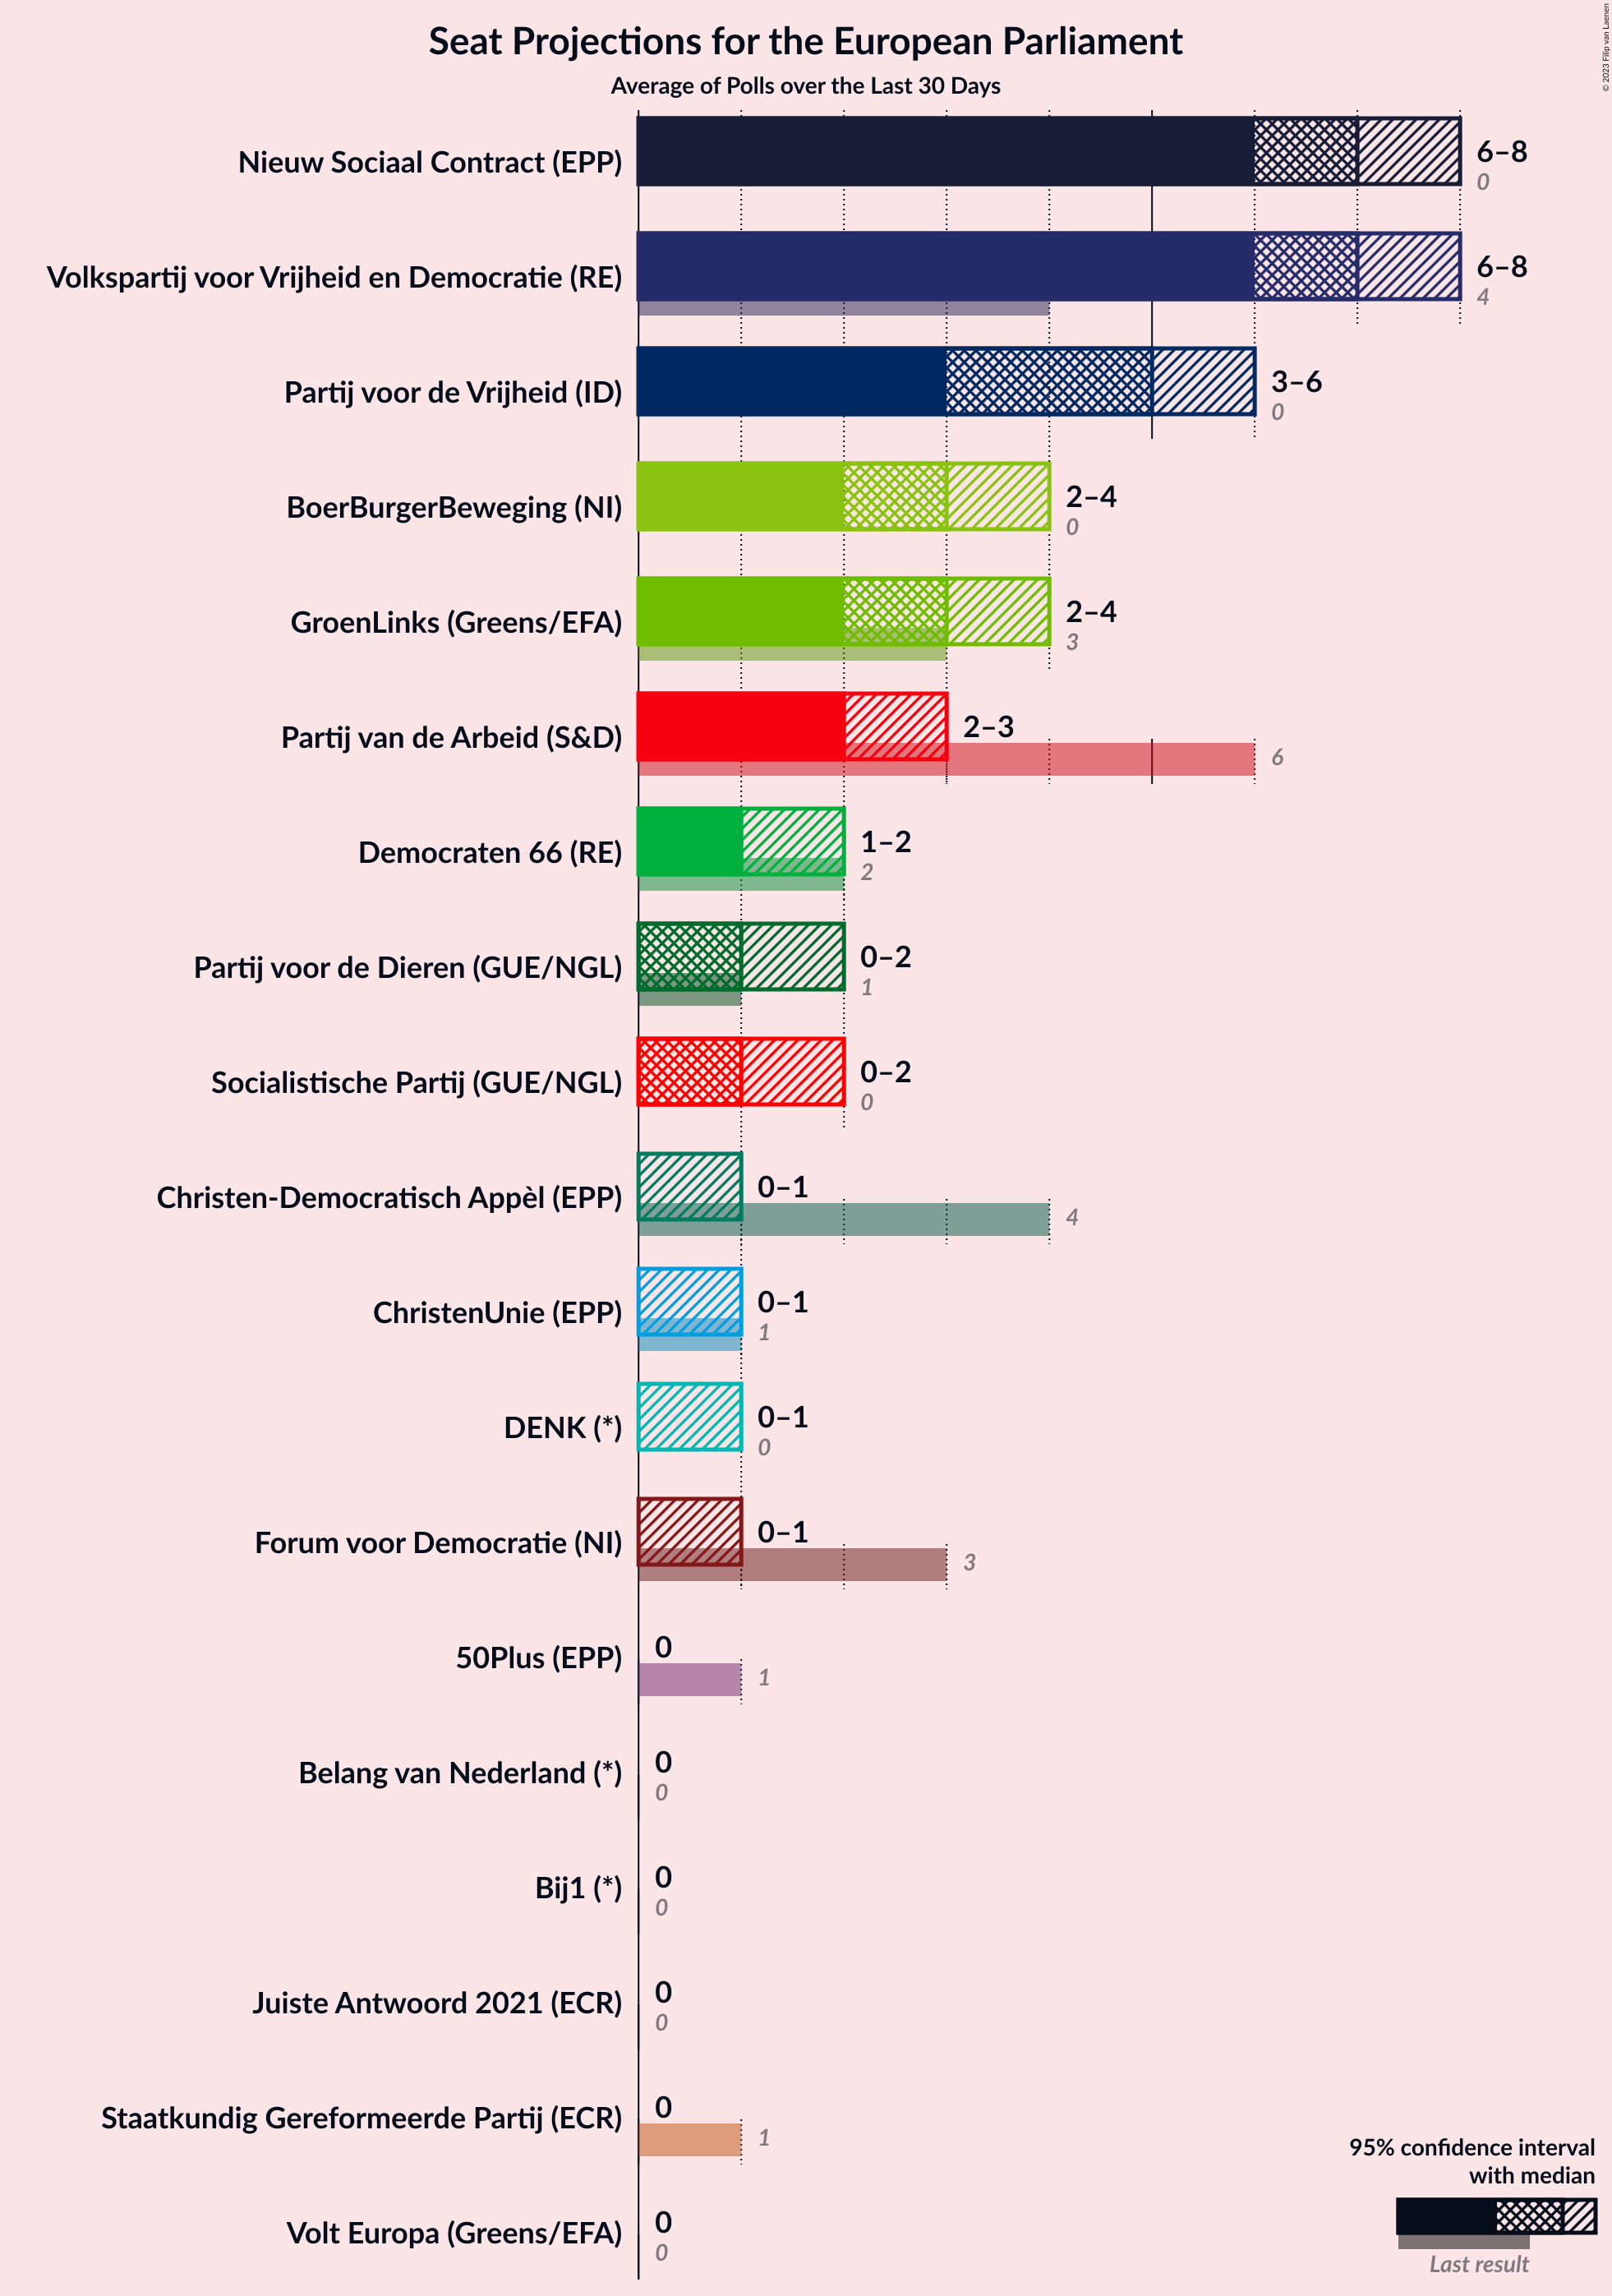 Seat Projections for the European Parliament
Average of Polls over the Last 30 Days
© 2023 Filip van Laenen
Nieuw Sociaal Contract (EPP)
6–8
0
Volkspartij voor Vrijheid en Democratie (RE)
6–8
4
Partij voor de Vrijheid (ID)
3–6
0
BoerBurgerBeweging (NI)
2–4
0
GroenLinks (Greens/EFA)
2–4
3
Partij van de Arbeid (S&D)
2–3
6
Democraten 66 (RE)
1–2
2
Partij voor de Dieren (GUE/NGL)
0–2
1
Socialistische Partij (GUE/NGL)
0–2
0
Christen-Democratisch Appèl (EPP)
0–1
4
ChristenUnie (EPP)
0–1
1
DENK (*)
0–1
0
Forum voor Democratie (NI)
0–1
3
50Plus (EPP)
0
1
Belang van Nederland (*)
0
0
Bij1 (*)
0
0
Juiste Antwoord 2021 (ECR)
0
0
Staatkundig Gereformeerde Partij (ECR)
0
1
Volt Europa (Greens/EFA)
0
0
95% confidence interval
with median
Last result